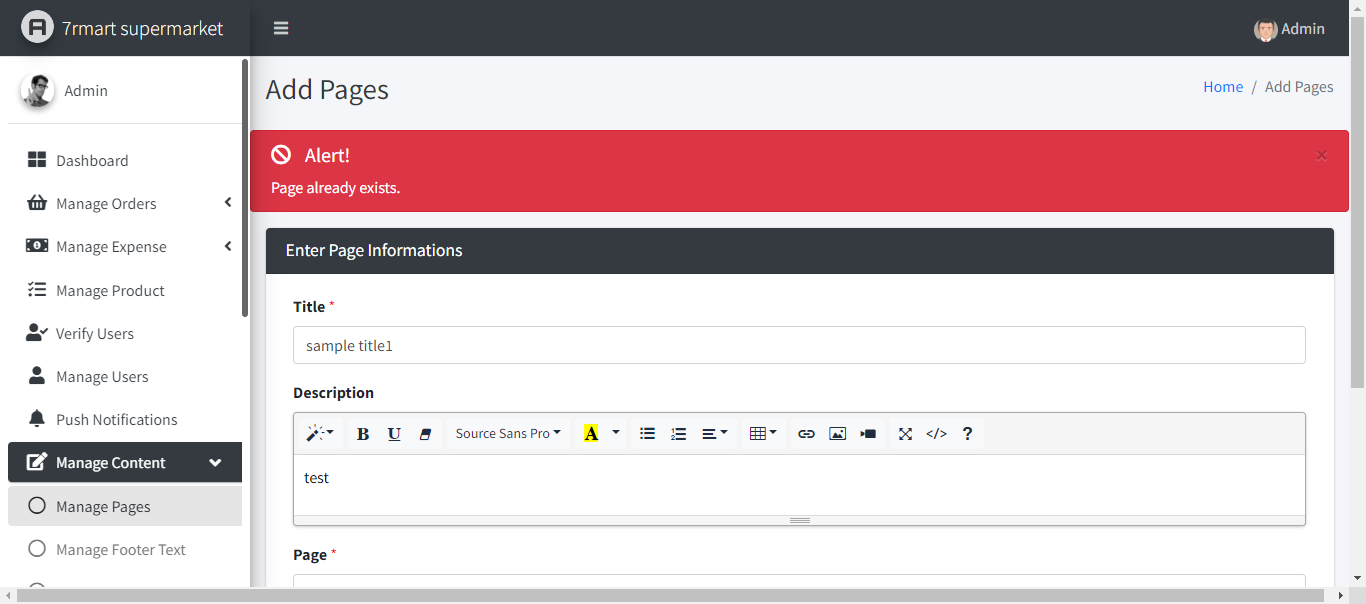 7rmart supermarket
Admin
Admin
Add Pages
Home / Add Pages
Dashboard
Manage Orders
Manage Expense
Manage Product
Verify Users
Manage Users
Push Notifications
Manage Content
Manage Pages
Manage Footer Text
Alert!
×
Page already exists.
Enter Page Informations
Title *
sample title1
Description
B U Source Sans Pro A </> ?
test
Page *